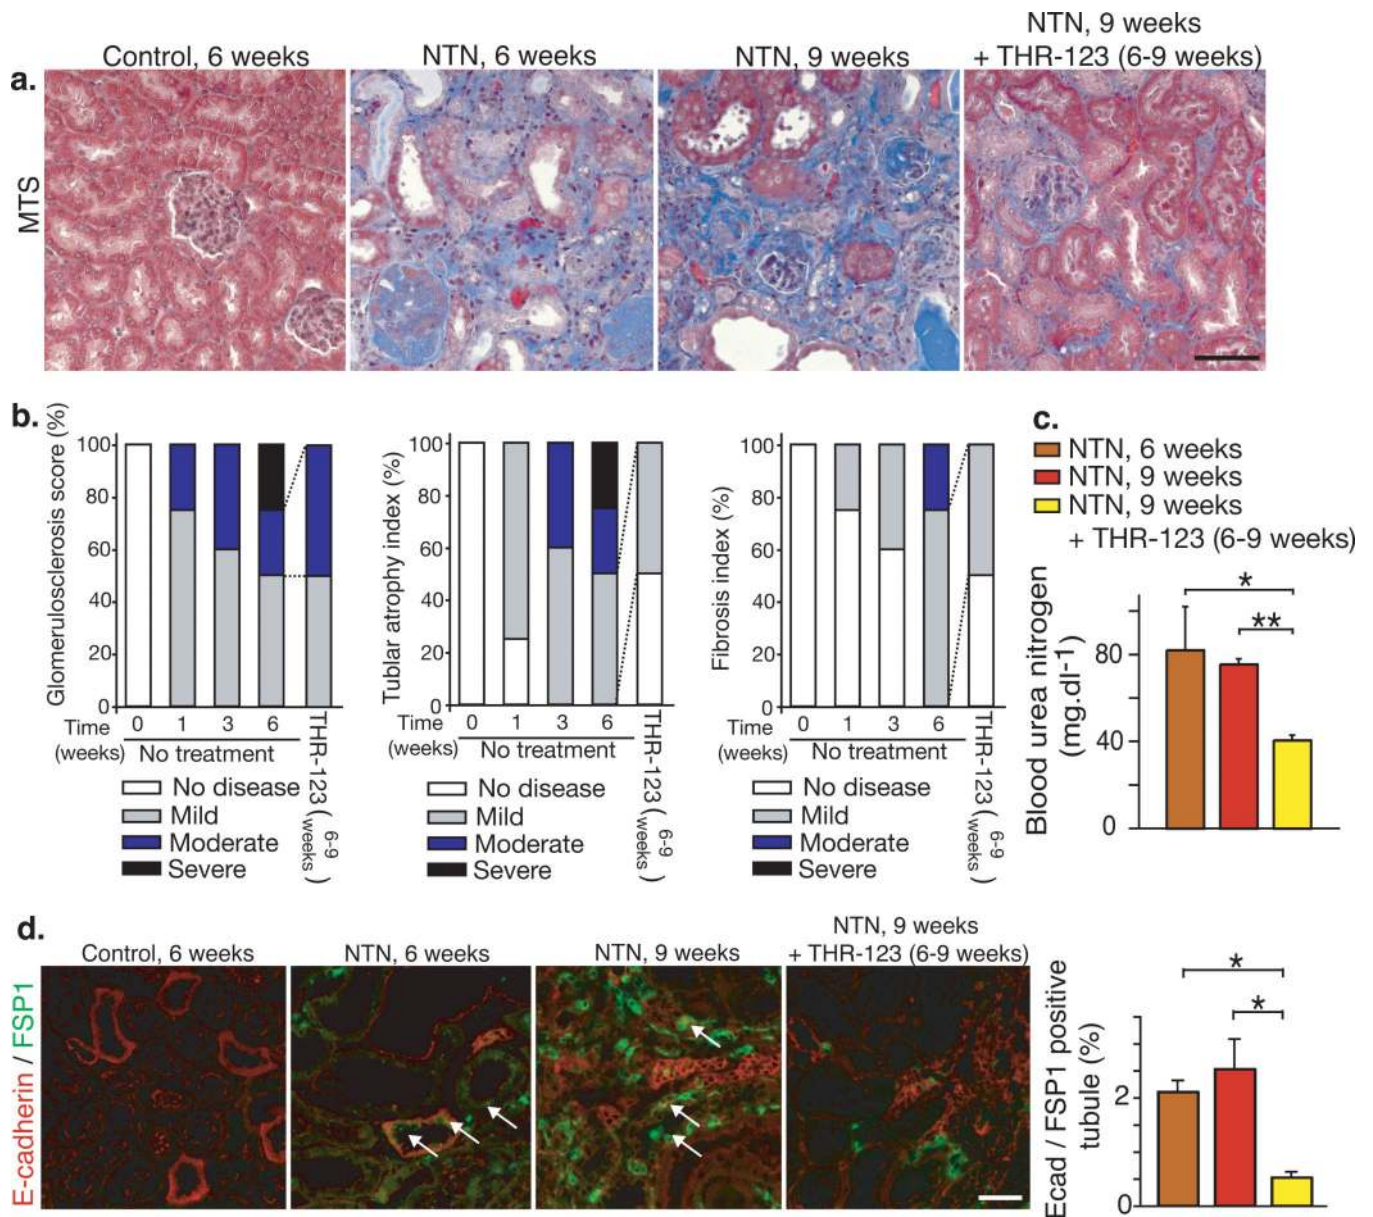 NTN, 9 weeks
Control, 6 weeks NTN, 6 weeks NTN, 9 weeks + THR-123 (6-9 weeks)
a.
MTS
b.
Glomerulosclerosis score (%)
100
80
60
40
20
0
Time
(weeks)
0 1 3 6
No treatment
THR-123 (6-9 weeks)
No disease
Mild
Moderate
Severe
Tublar atrophy index (%)
100
80
60
40
20
0
Time
(weeks)
0 1 3 6
No treatment
THR-123 (6-9 weeks)
No disease
Mild
Moderate
Severe
Fibrosis index (%)
100
80
60
40
20
0
Time
(weeks)
0 1 3 6
No treatment
THR-123 (6-9 weeks)
No disease
Mild
Moderate
Severe
c.
NTN, 6 weeks
NTN, 9 weeks
NTN, 9 weeks
+ THR-123 (6-9 weeks)
Blood urea nitrogen
(mg.dl-1)
*
**
80
40
0
d.
NTN, 9 weeks
Control, 6 weeks NTN, 6 weeks NTN, 9 weeks + THR-123 (6-9 weeks)
E-cadherin / FSP1
Ecad / FSP1 positive
tubule (%)
*
*
2
0